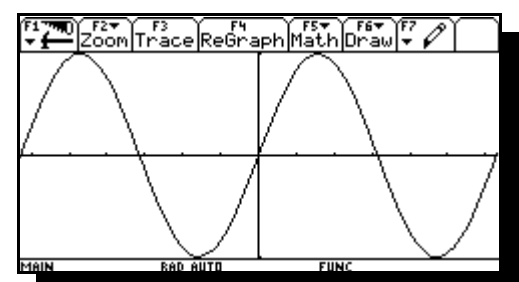 F1 F2 F3 F4 F5 F6 F7
Zoom Trace ReGraph Math Draw
MAIN RAD AUTO FUNC